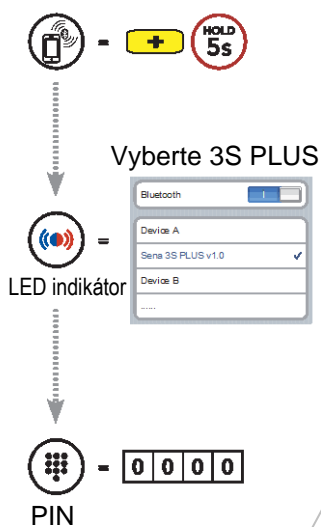 - = + HOLD 5s
Vyberte 3S PLUS
Bluetooth I
Device A
Sena 3S PLUS v1.0 ✓
Device B
.....
=
LED indikátor
- 0 0 0 0
PIN